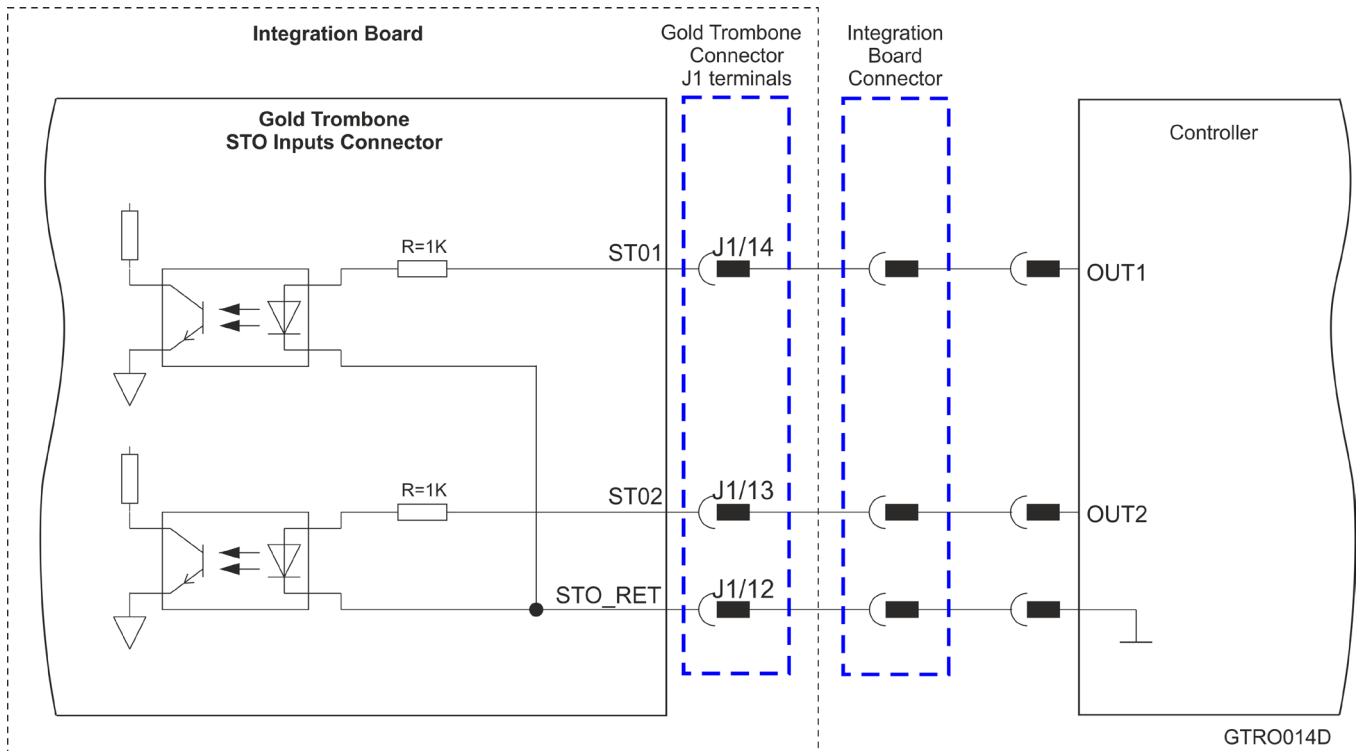 Integration Board
Gold Trombone
Connector
J1 terminals
Integration
Board
Connector
Gold Trombone
STO Inputs Connector
Controller
R=1K
ST01
J1/14
OUT1
R=1K
ST02
J1/13
OUT2
STO_RET
J1/12
GTRO014D